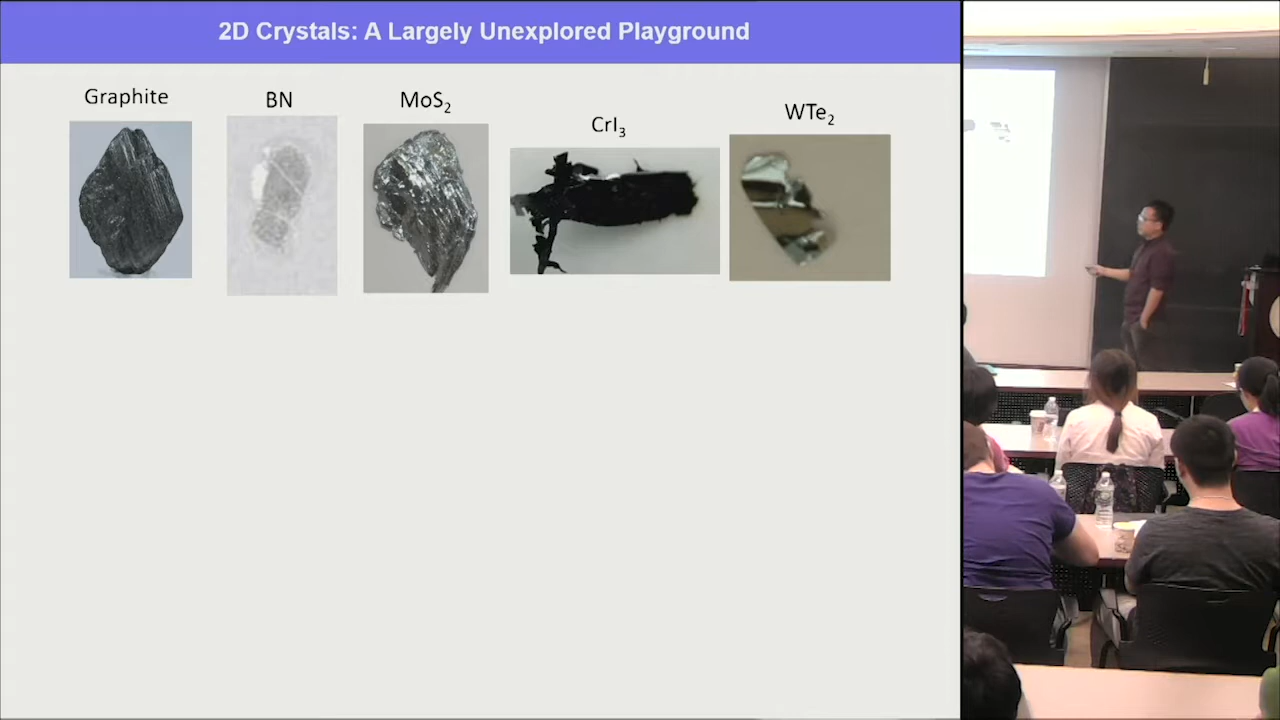 2D Crystals: A Largely Unexplored Playground
Graphite
BN
MoS₂
CrI₃
WTe₂